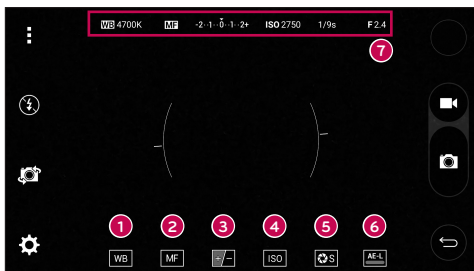 WB 4700K MF -2··1··0··1··2+ ISO 2750 1/9s F2.4
7
1 2 3 4 5 6
WB MF +/- ISO S AE-L